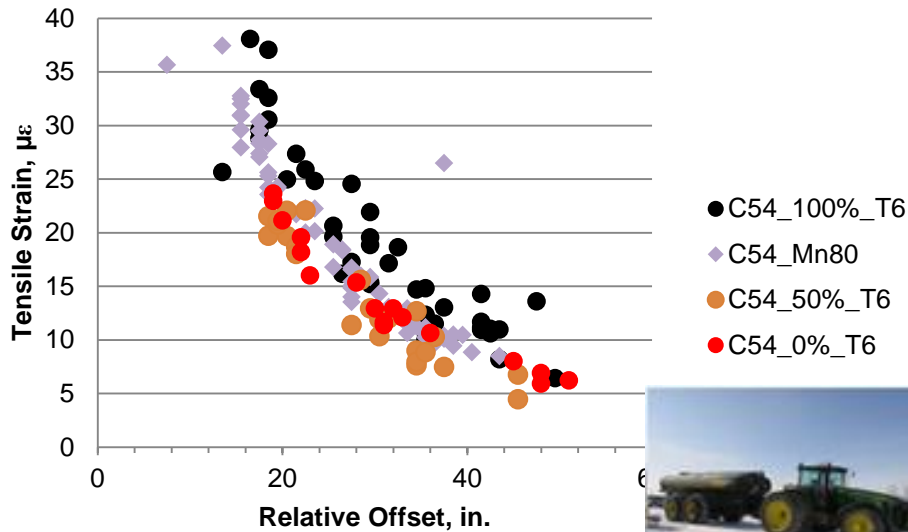 40
35
30
25
20
15
10
5
0
Tensile Strain, με
0 20 40 6
Relative Offset, in.
C54_100%_T6
C54_Mn80
C54_50%_T6
C54_0%_T6